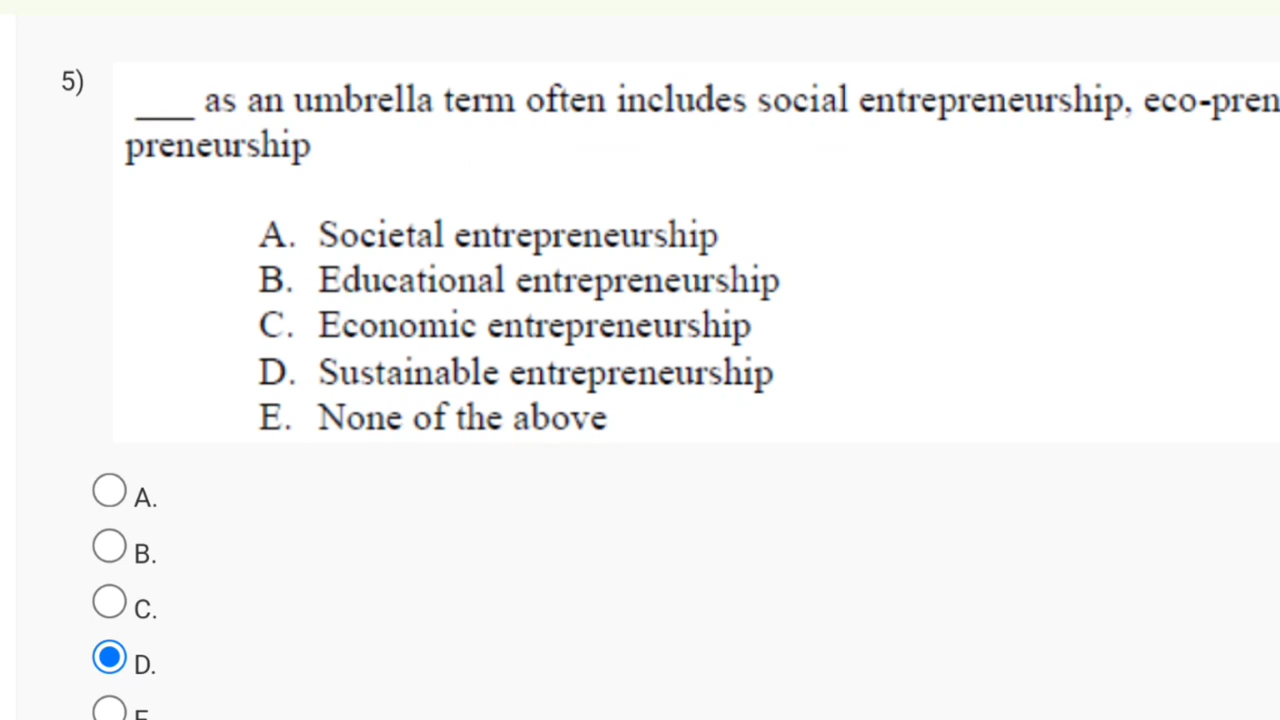 5)
____ as an umbrella term often includes social entrepreneurship, eco-pren
preneurship
A. Societal entrepreneurship
B. Educational entrepreneurship
C. Economic entrepreneurship
D. Sustainable entrepreneurship
E. None of the above
A.
B.
C.
D.